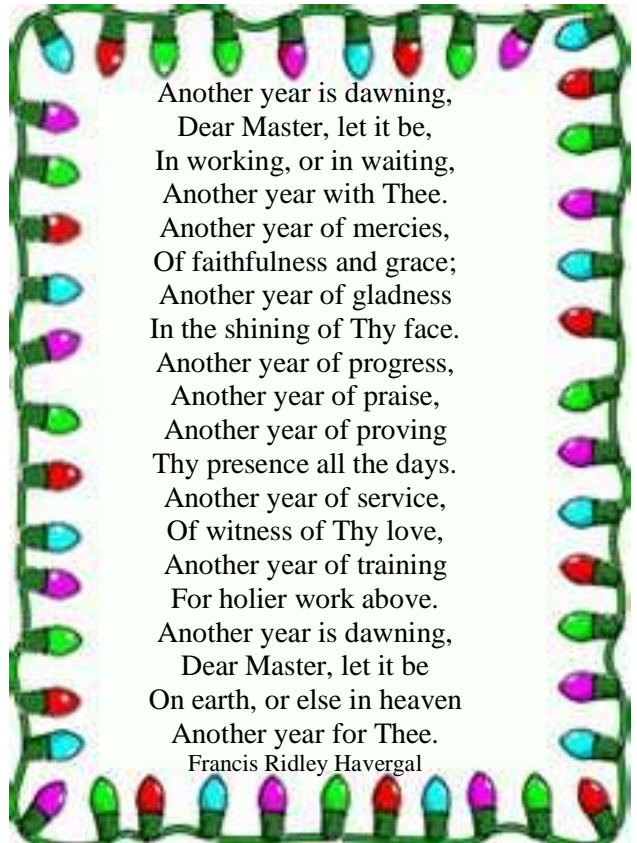 Another year is dawning,
Dear Master, let it be,
In working, or in waiting,
Another year with Thee.
Another year of mercies,
Of faithfulness and grace;
Another year of gladness
In the shining of Thy face.
Another year of progress,
Another year of praise,
Another year of proving
Thy presence all the days.
Another year of service,
Of witness of Thy love,
Another year of training
For holier work above.
Another year is dawning,
Dear Master, let it be
On earth, or else in heaven
Another year for Thee.
Francis Ridley Havergal